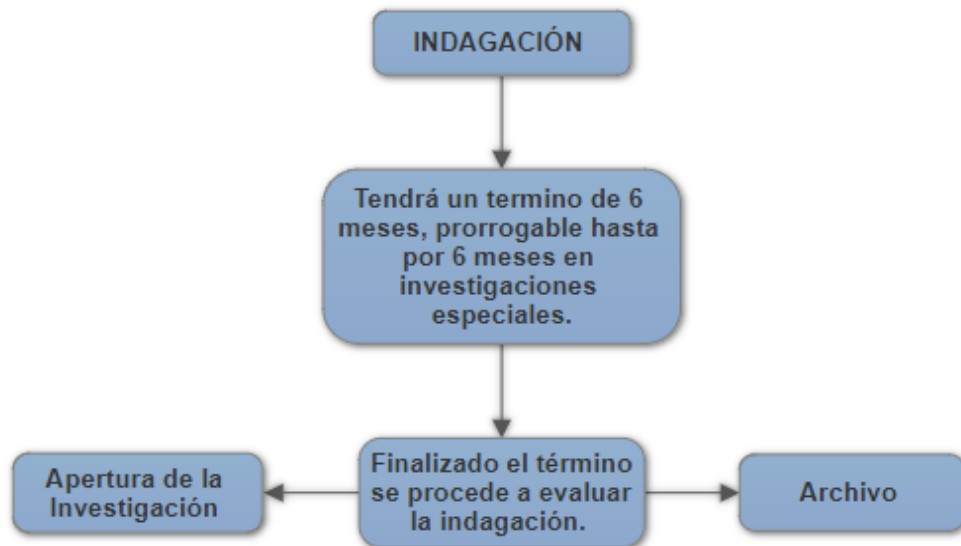 INDAGACIÓN
Tendrá un termino de 6
meses, prorrogable hasta
por 6 meses en
investigaciones
especiales.
Finalizado el término
se procede a evaluar
la indagación.
Apertura de la
Investigación
Archivo